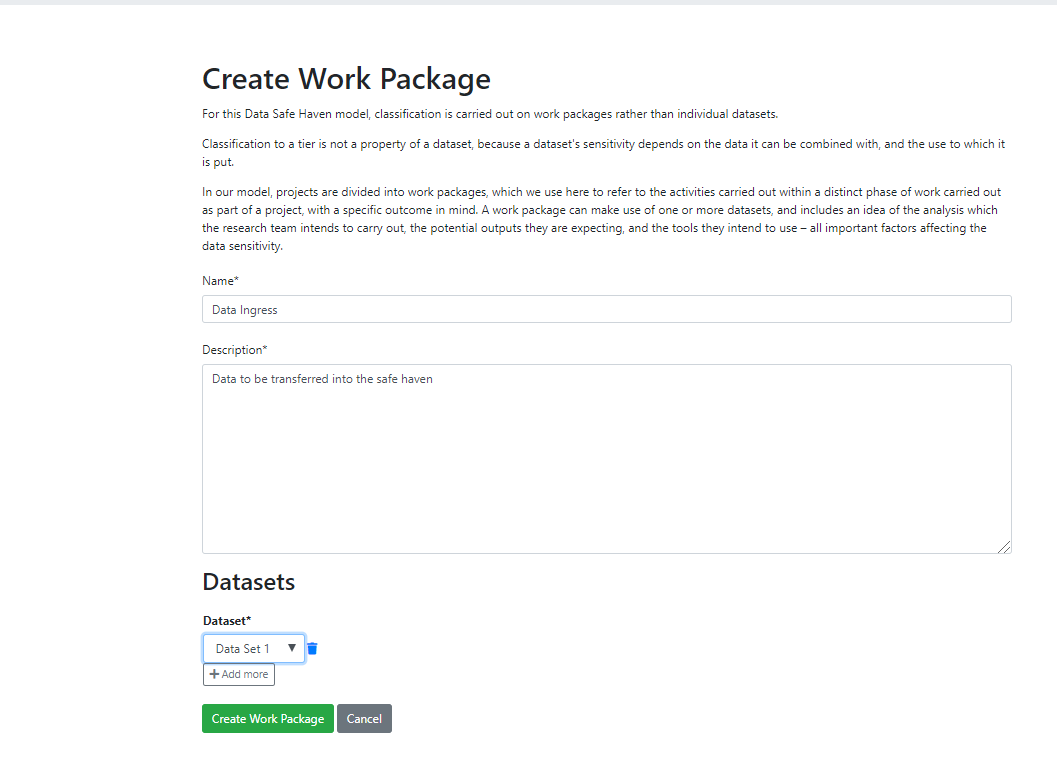 Create Work Package
For this Data Safe Haven model, classification is carried out on work packages rather than individual datasets.
Classification to a tier is not a property of a dataset, because a dataset's sensitivity depends on the data it can be combined with, and the use to which it
is put.
In our model, projects are divided into work packages, which we use here to refer to the activities carried out within a distinct phase of work carried out
as part of a project, with a specific outcome in mind. A work package can make use of one or more datasets, and includes an idea of the analysis which
the research team intends to carry out, the potential outputs they are expecting, and the tools they intend to use – all important factors affecting the
data sensitivity.
Name*
Data Ingress
Description*
Data to be transferred into the safe haven
Datasets
Dataset*
Data Set 1
Add more
Create Work Package Cancel